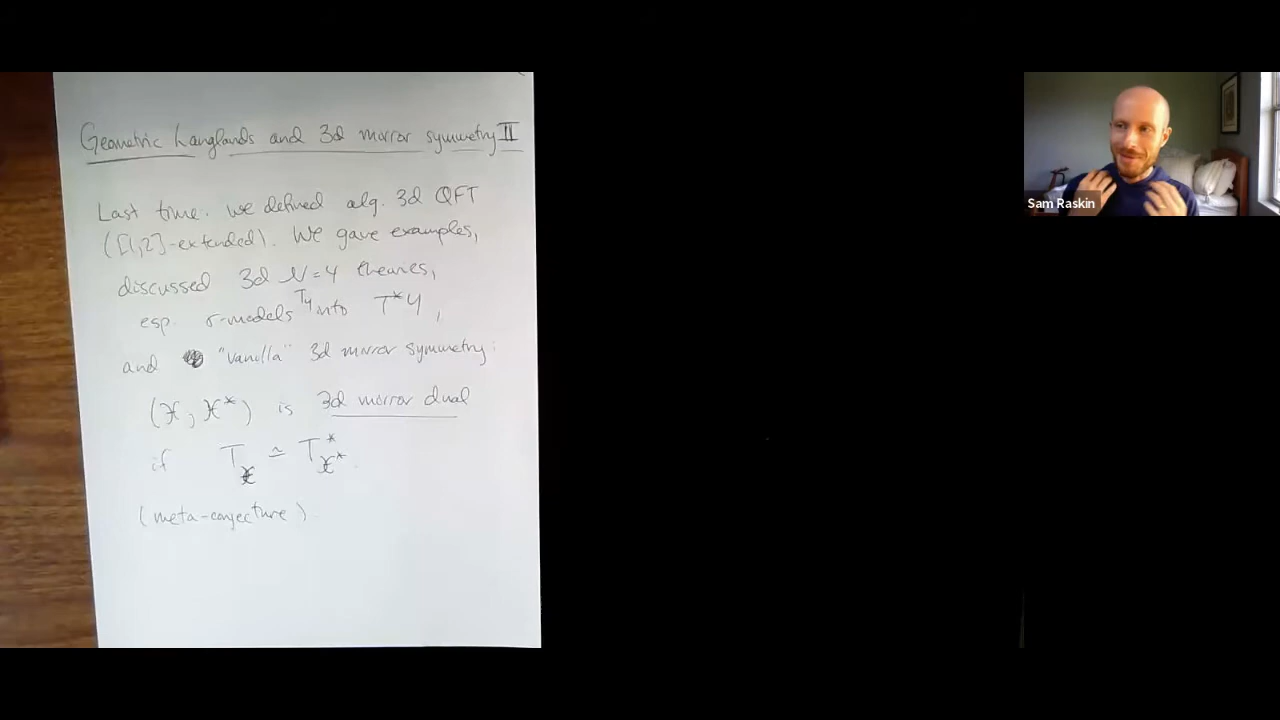 Geometric Langlands and 3d mirror symmetry II
Last time. we defined alg. 3d QFT
([1,2]-extended). We gave examples,
discussed 3d N=4 theories,
esp. σ-models T_Y into T*Y,
and "vanilla" 3d mirror symmetry:
(X, X*) is 3d mirror dual
if T_X ≃ T*_X*.
(meta-conjecture).
Sam Raskin